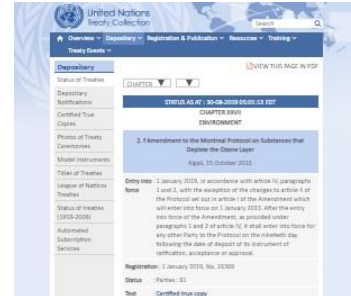 United Nations
Treaty Collection
Search
Overview
Depositary
Registration & Publication
Resources
Training
Treaty Events
Depositary
VIEW THIS PAGE IN PDF
Status of Treaties
CHAPTER
Depositary
Notifications
STATUS AS AT : 30-08-2019 05:01:13 EDT
Certified True
Copies
CHAPTER XXVII
ENVIRONMENT
Photos of Treaty
Ceremonies
2. f Amendment to the Montreal Protocol on Substances that
Deplete the Ozone Layer
Model Instruments
Kigali, 15 October 2016
Titles of Treaties
League of Nations
Treaties
Status of treaties
(1959-2008)
Automated
Subscription
Services
Entry into force
: 1 January 2019, in accordance with article IV, paragraphs
1 and 2, with the exception of the changes to article 4 of
the Protocol set out in article I of the Amendment which
will enter into force on 1 January 2033. After the entry
into force of the Amendment, as provided under
paragraphs 1 and 2 of article IV, it shall enter into force for
any other Party to the Protocol on the ninetieth day
following the date of deposit of its instrument of
ratification, acceptance or approval.
Registration : 1 January 2019, No. 26369
Status : Parties : 81
Text Certified true copy